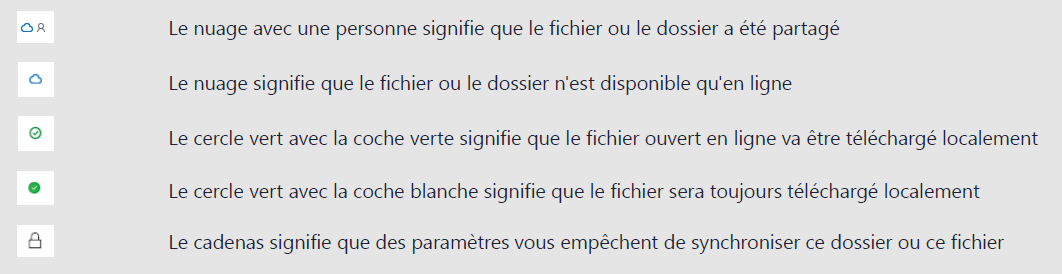 Le nuage avec une personne signifie que le fichier ou le dossier a été partagé
Le nuage signifie que le fichier ou le dossier n'est disponible qu'en ligne
Le cercle vert avec la coche verte signifie que le fichier ouvert en ligne va être téléchargé localement
Le cercle vert avec la coche blanche signifie que le fichier sera toujours téléchargé localement
Le cadenas signifie que des paramètres vous empêchent de synchroniser ce dossier ou ce fichier